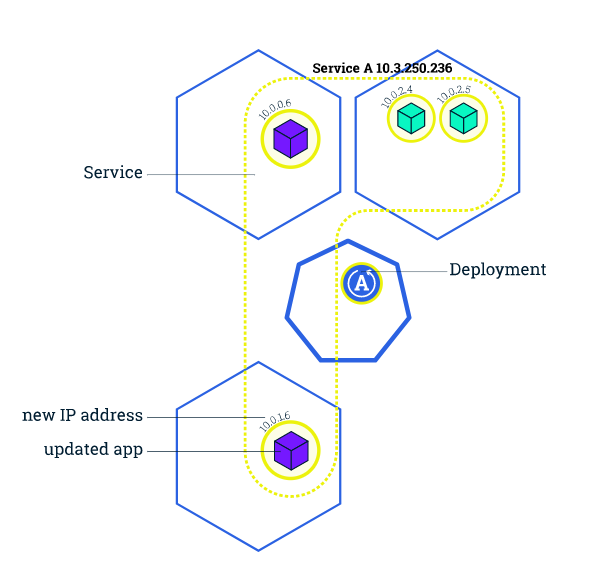 Service A 10.3.250.236
10.0.0.6
10.0.2.4
10.0.2.5
Service
Deployment
A
new IP address
10.0.1.6
updated app